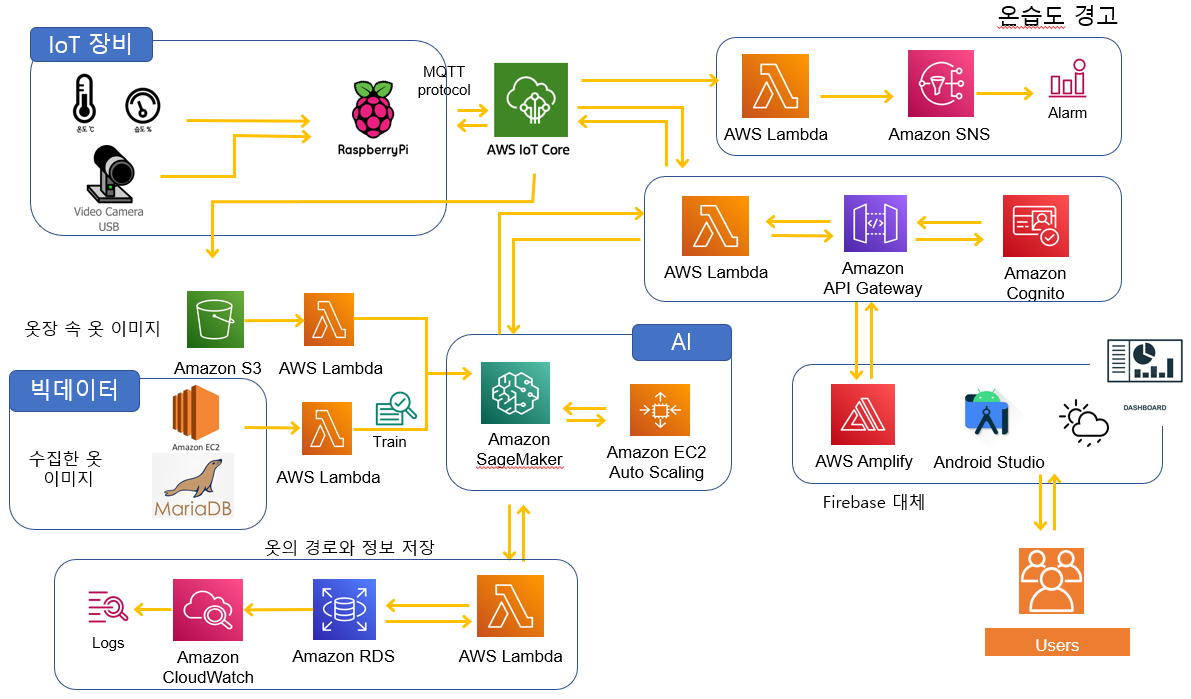 온습도 경고
IoT 장비
온도 ℃
습도 %
Video Camera
USB
RaspberryPi
MQTT
protocol
AWS IoT Core
AWS Lambda
Amazon SNS
Alarm
AWS Lambda
Amazon
API Gateway
Amazon
Cognito
옷장 속 옷 이미지
Amazon S3
AWS Lambda
빅데이터
수집한 옷
이미지
Amazon EC2
MariaDB
AWS Lambda
Train
AI
Amazon
SageMaker
Amazon EC2
Auto Scaling
AWS Amplify
Android Studio
DASHBOARD
Firebase 대체
옷의 경로와 정보 저장
Logs
Amazon
CloudWatch
Amazon RDS
AWS Lambda
Users